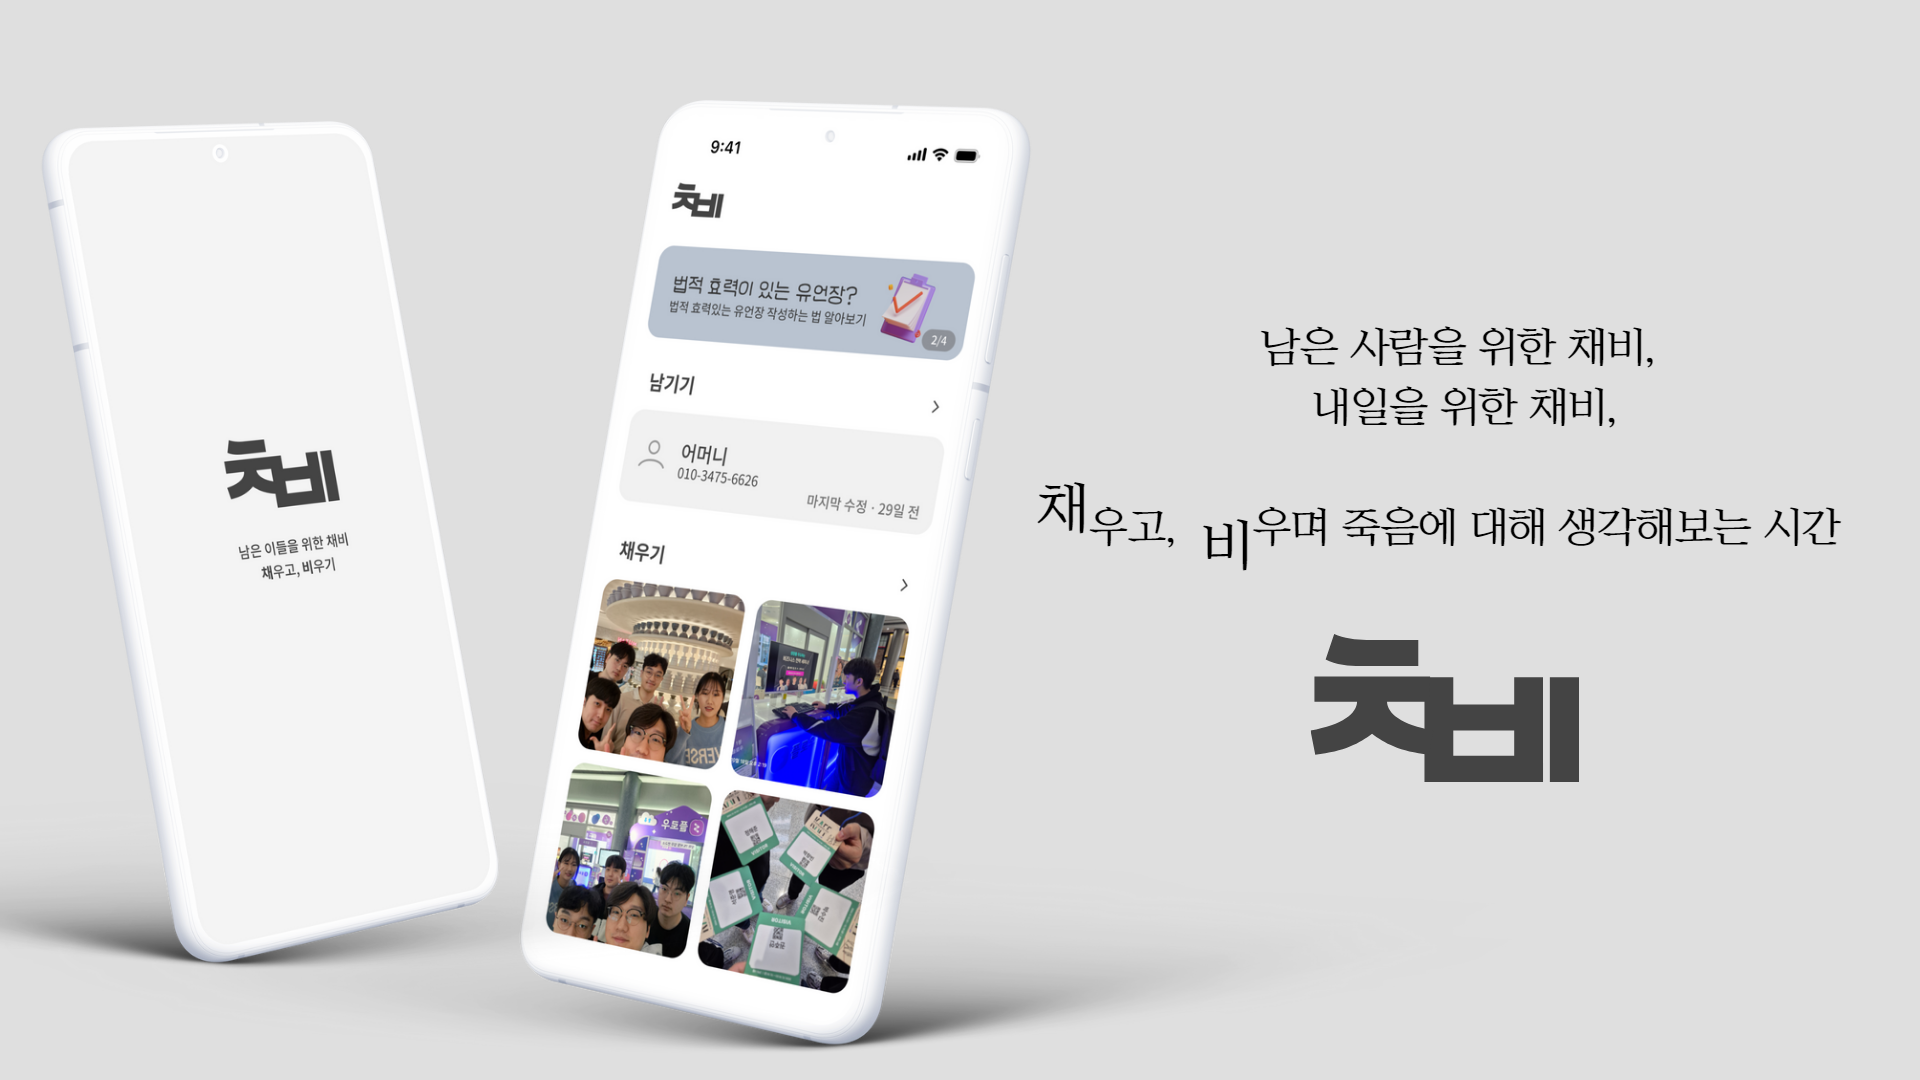 채비
남은 이들을 위한 채비
채우고, 비우기
9:41
채비
법적 효력이 있는 유언장?
법적 효력있는 유언장 작성하는 법 알아보기
2/4
남기기
어머니
010-3475-6626
마지막 수정 · 29일 전
채우기
우토플
남은 사람을 위한 채비,
내일을 위한 채비,
채우고, 비우며 죽음에 대해 생각해보는 시간
채비